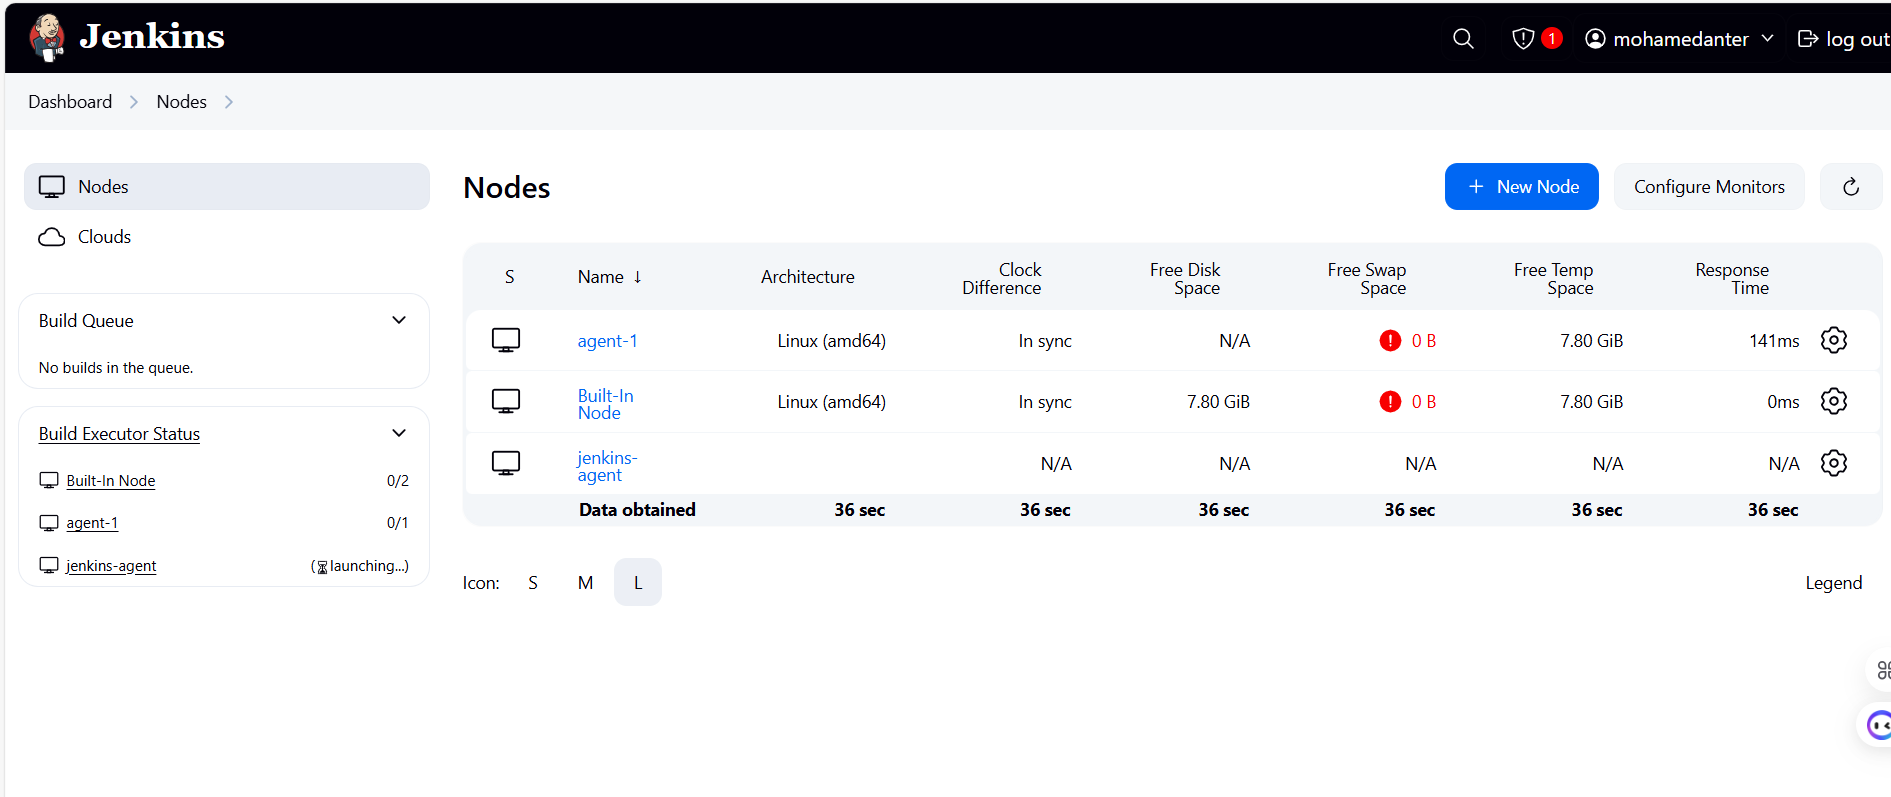 Jenkins
1
mohamedanter
log out
Dashboard
Nodes
Nodes
Clouds
Build Queue
No builds in the queue.
Build Executor Status
Built-In Node 0/2
agent-1 0/1
jenkins-agent (launching...)
Nodes
+ New Node
Configure Monitors
S Name ↓ Architecture Clock Difference Free Disk Space Free Swap Space Free Temp Space Response Time
agent-1 Linux (amd64) In sync N/A 0 B 7.80 GiB 141ms
Built-In Node Linux (amd64) In sync 7.80 GiB 0 B 7.80 GiB 0ms
jenkins-agent N/A N/A N/A N/A N/A
Data obtained 36 sec 36 sec 36 sec 36 sec 36 sec 36 sec
Icon: S M L
Legend